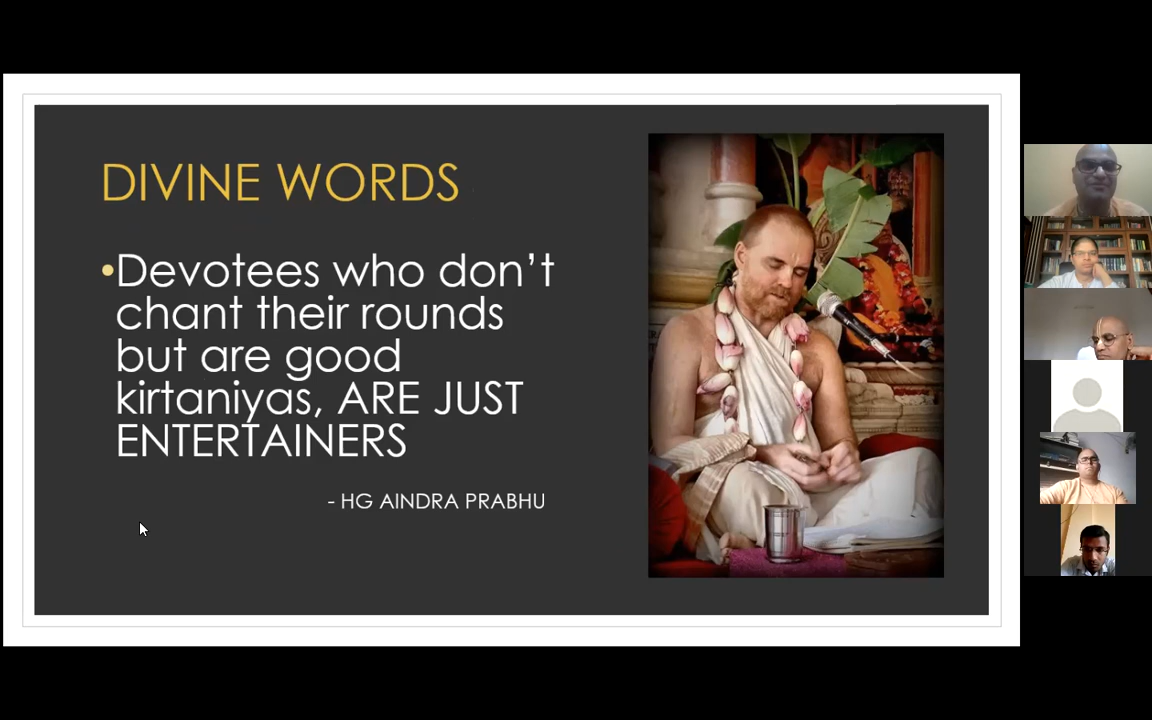 DIVINE WORDS
•Devotees who don’t
chant their rounds
but are good
kirtaniyas, ARE JUST
ENTERTAINERS
- HG AINDRA PRABHU